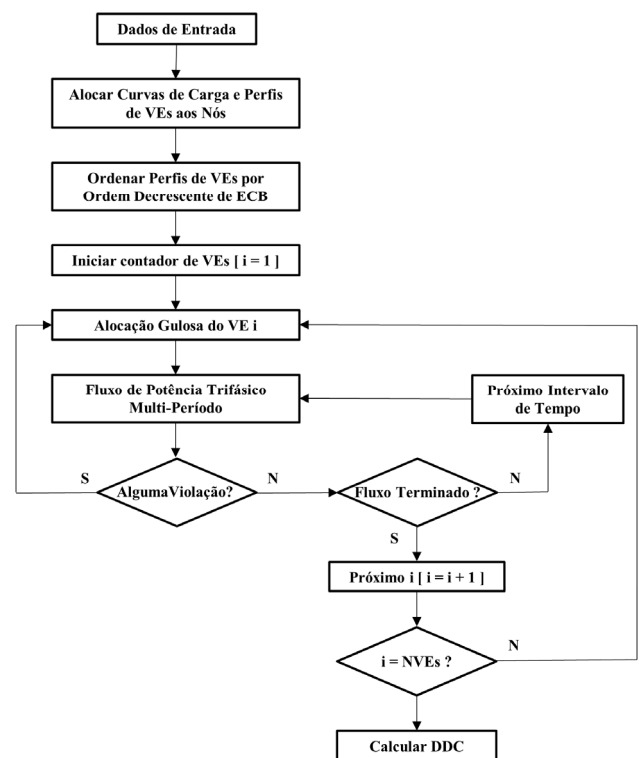 Dados de Entrada
Alocar Curvas de Carga e Perfis
de VEs aos Nós
Ordenar Perfis de VEs por
Ordem Decrescente de ECB
Iniciar contador de VEs [ i = 1 ]
Alocação Gulosa do VE i
Fluxo de Potência Trifásico
Multi-Período
Próximo Intervalo
de Tempo
S
AlgumaViolação?
N
Fluxo Terminado ?
N
S
Próximo i [ i = i + 1 ]
i = NVEs ?
N
Calcular DDC